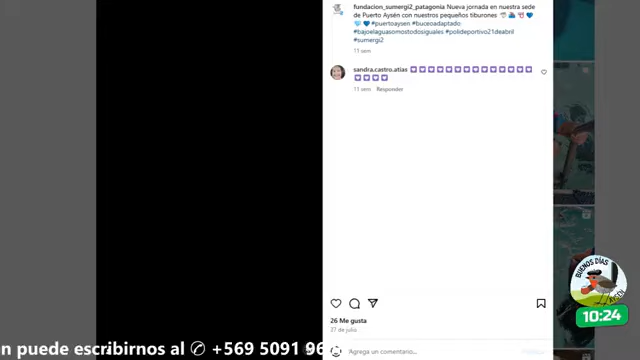 fundacion_sumergi2_patagonia Nueva jornada en nuestra sede
de Puerto Aysén con nuestros pequeños tiburones
#puertoaysen #buceoadaptado
#bajoelaguasomostodosiguales #polideportivo21deabril
#sumergi2
11 sem
sandra.castro.atias
11 sem Responder
26 Me gusta
27 de julio
Agrega un comentario...
BUENOS DÍAS
10:24
n puede escribirnos al ✆ +569 5091 96